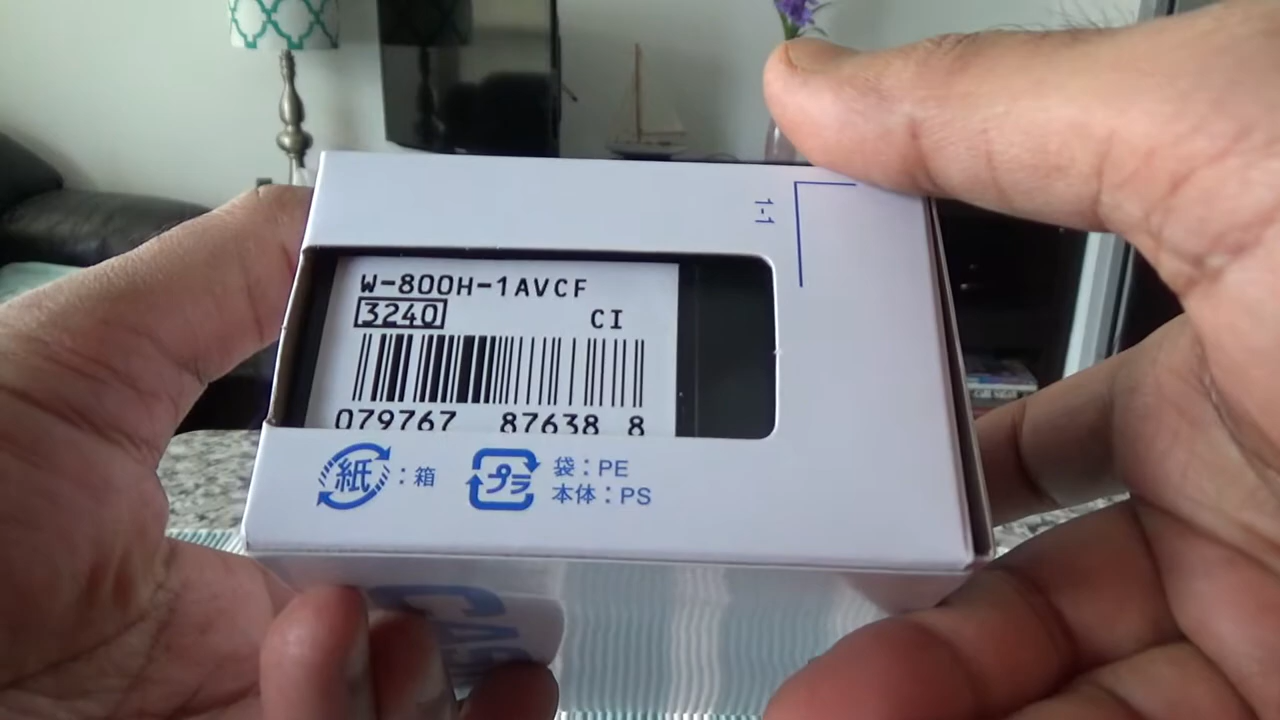 1-1
W-800H-1AVCF
3240
CI
079767 87638 8
紙 : 箱
プラ
袋 : PE
本体 : PS